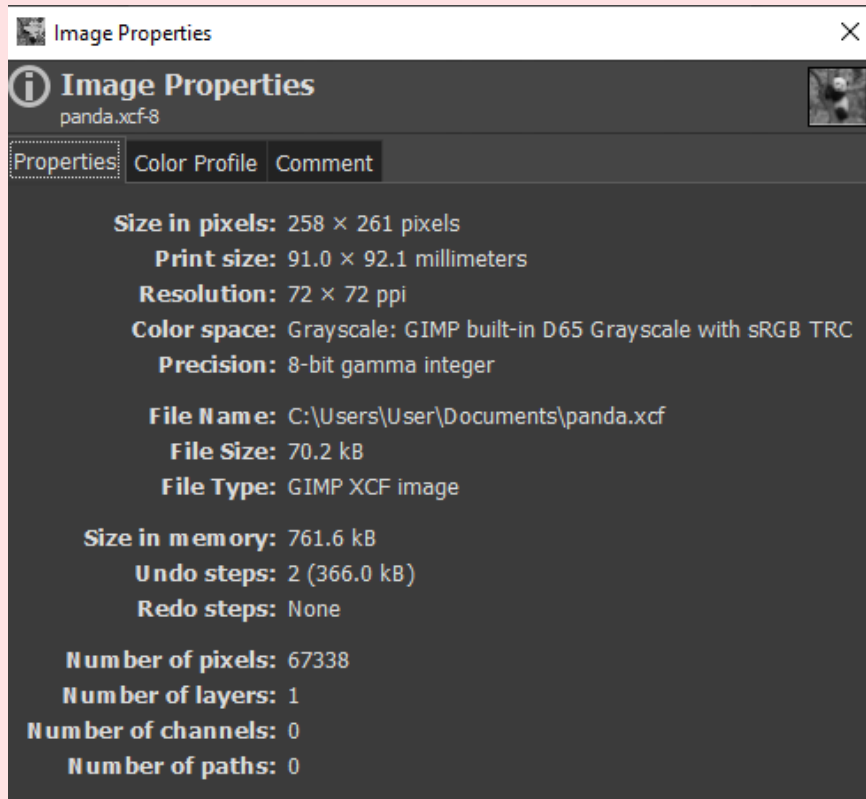 Image Properties
Image Properties
panda.xcf-8
Properties Color Profile Comment
Size in pixels: 258 × 261 pixels
Print size: 91.0 × 92.1 millimeters
Resolution: 72 × 72 ppi
Color space: Grayscale: GIMP built-in D65 Grayscale with sRGB TRC
Precision: 8-bit gamma integer
File Name: C:\Users\User\Documents\panda.xcf
File Size: 70.2 kB
File Type: GIMP XCF image
Size in memory: 761.6 kB
Undo steps: 2 (366.0 kB)
Redo steps: None
Number of pixels: 67338
Number of layers: 1
Number of channels: 0
Number of paths: 0